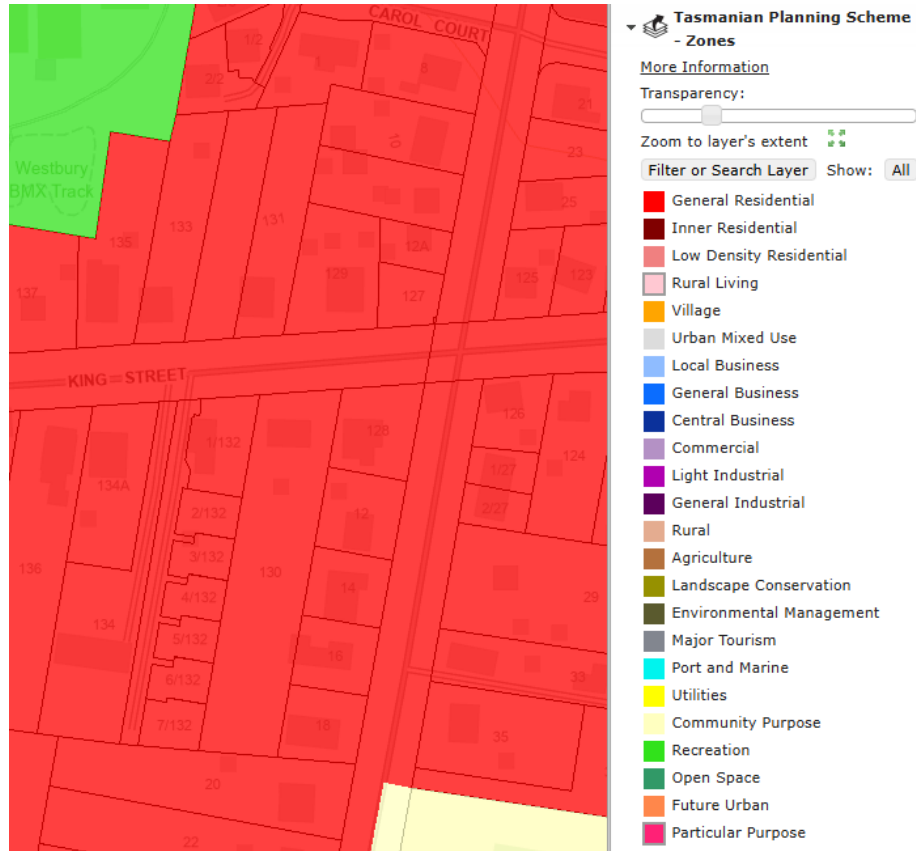 CAROL COURT
1/2
2/2
1
8
10
21
23
25
Westbury
BMX Track
12A
135
133
131
129
127
125
123
137
KING STREET
126
124
128
1/132
1/27
134A
2/27
2/132
12
3/132
136
130
4/132
14
29
134
5/132
16
6/132
33
7/132
18
35
20
22
Tasmanian Planning Scheme
- Zones
More Information
Transparency:
Zoom to layer's extent
Filter or Search Layer Show: All
General Residential
Inner Residential
Low Density Residential
Rural Living
Village
Urban Mixed Use
Local Business
General Business
Central Business
Commercial
Light Industrial
General Industrial
Rural
Agriculture
Landscape Conservation
Environmental Management
Major Tourism
Port and Marine
Utilities
Community Purpose
Recreation
Open Space
Future Urban
Particular Purpose